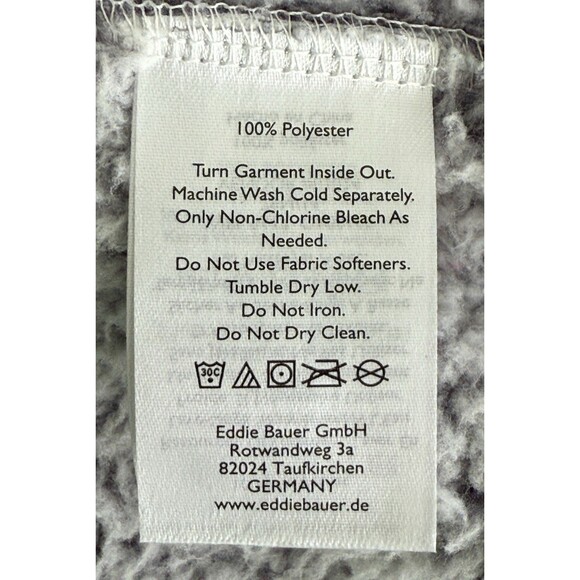 100% Polyester
Turn Garment Inside Out.
Machine Wash Cold Separately.
Only Non-Chlorine Bleach As
Needed.
Do Not Use Fabric Softeners.
Tumble Dry Low.
Do Not Iron.
Do Not Dry Clean.
30C
Eddie Bauer GmbH
Rotwandweg 3a
82024 Taufkirchen
GERMANY
www.eddiebauer.de